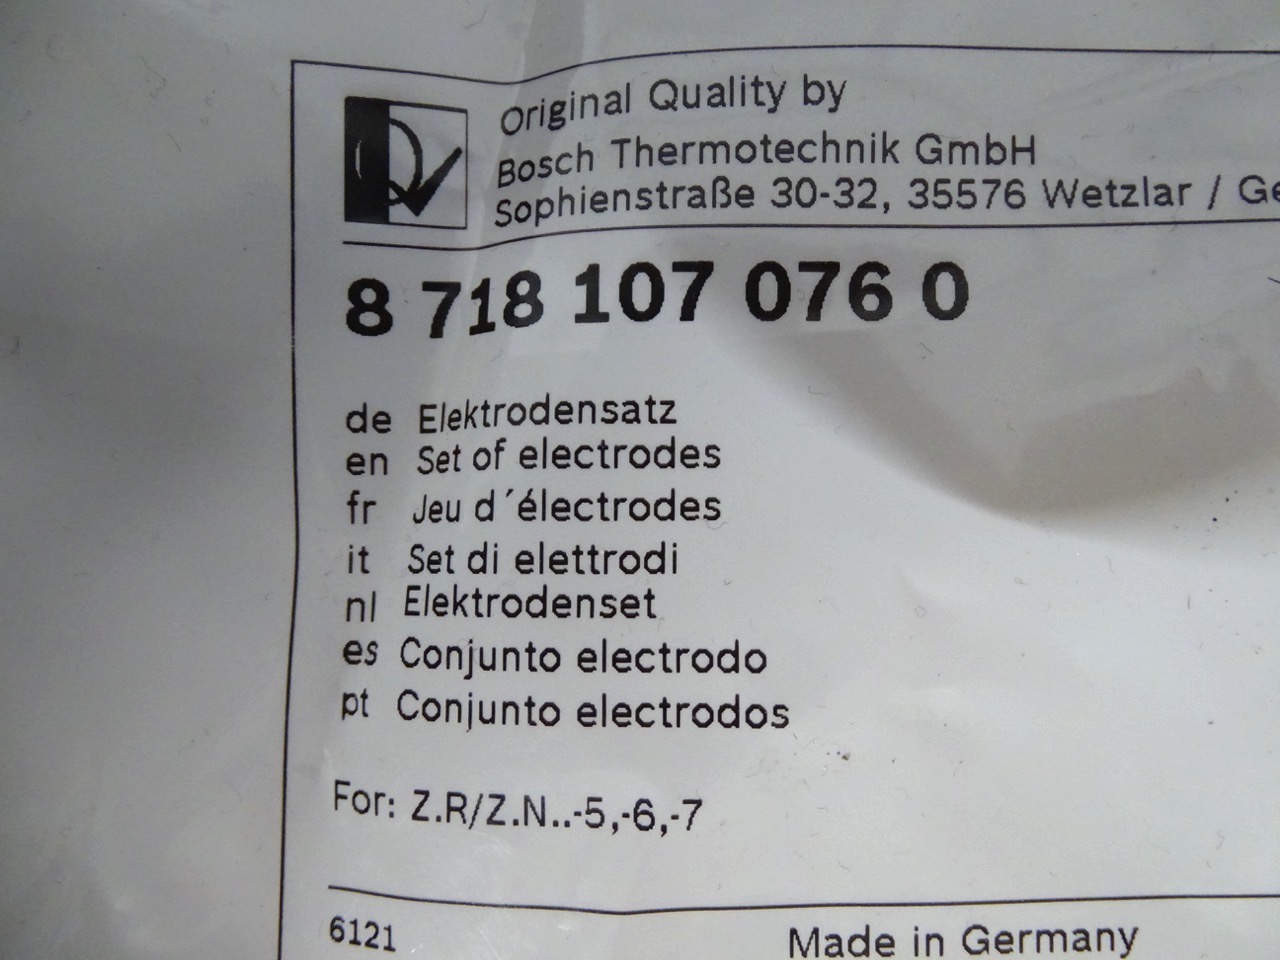 Original Quality by
Bosch Thermotechnik GmbH
Sophienstraße 30-32, 35576 Wetzlar /
8 718 107 076 0
de Elektrodensatz
en Set of electrodes
fr Jeu d´électrodes
it Set di elettrodi
nl Elektrodenset
es Conjunto electrodo
pt Conjunto electrodos
For: Z.R/Z.N..-5,-6,-7
6121
Made in Germany